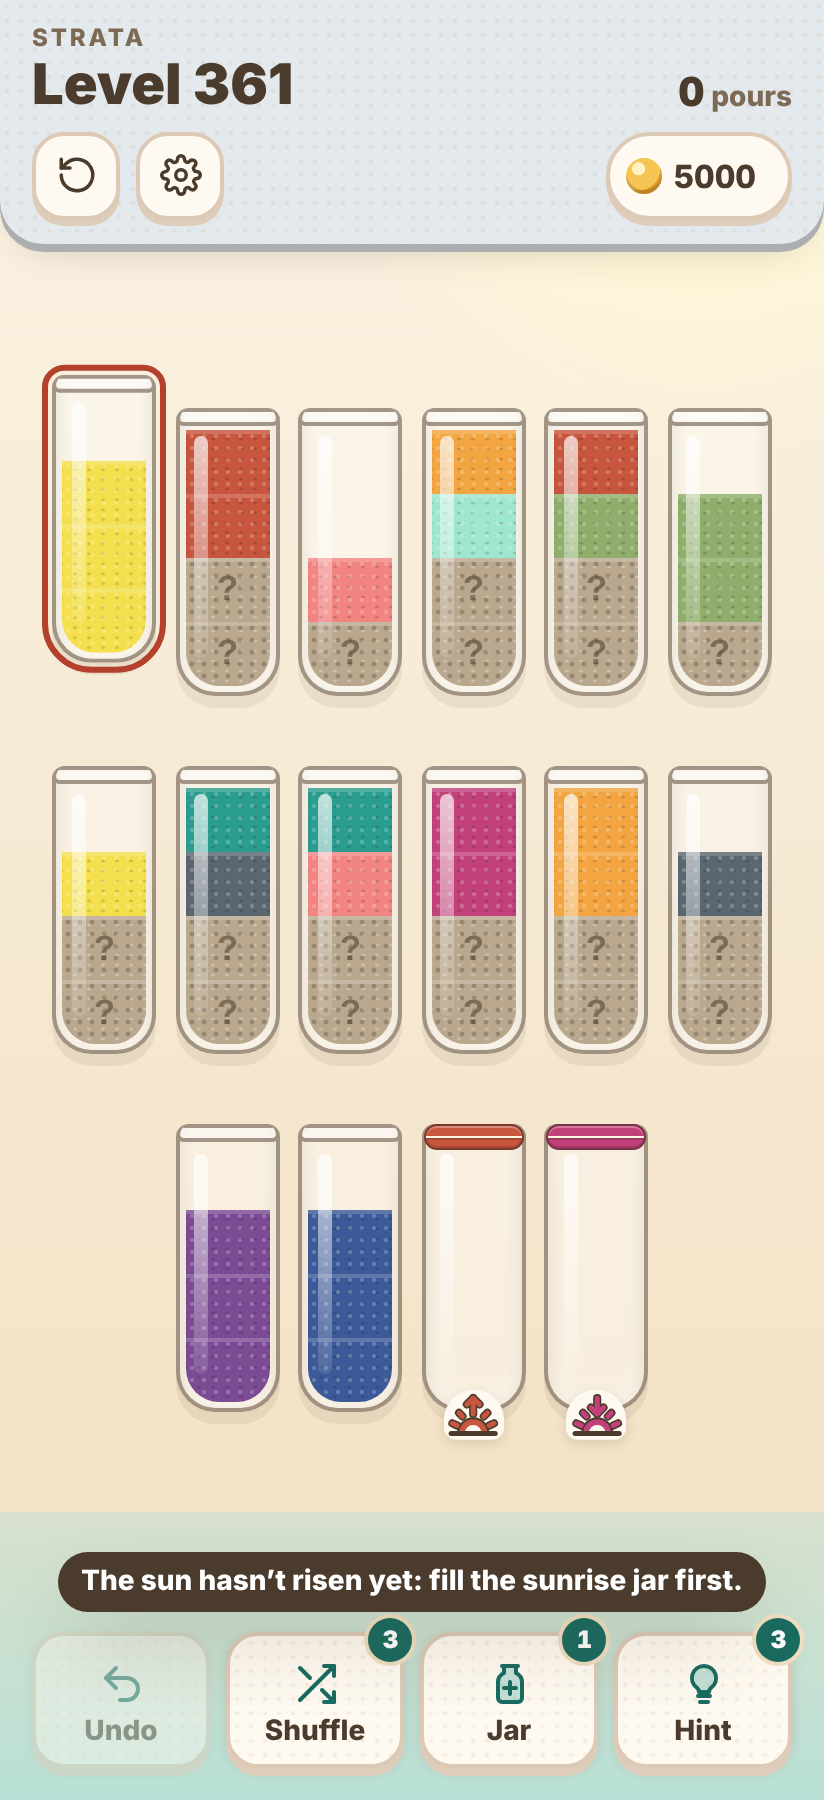 STRATA
Level 361
0 pours
5000
? ? ?
? ? ? ? ?
? ? ? ? ? ?
? ? ? ? ? ?
The sun hasn’t risen yet: fill the sunrise jar first.
3 1 3
Undo Shuffle Jar Hint